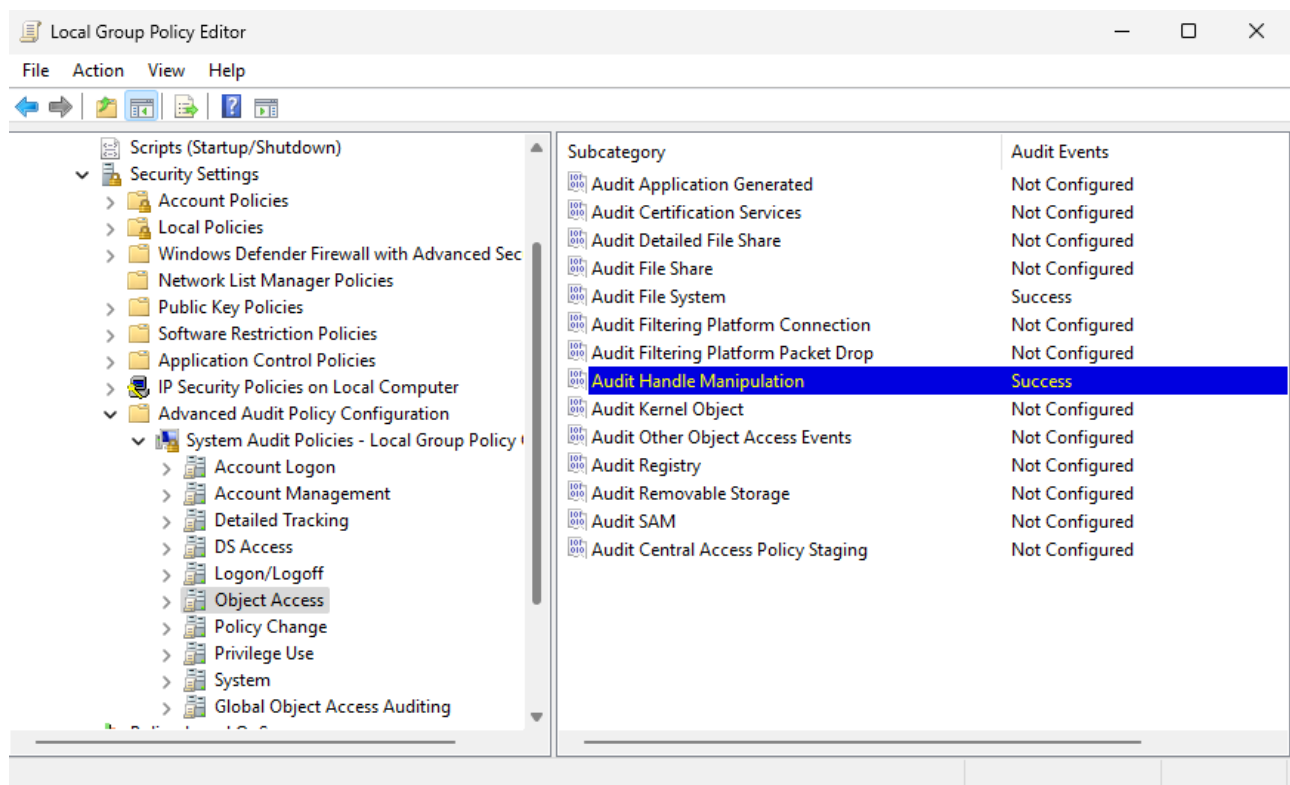 Local Group Policy Editor
File Action View Help
Scripts (Startup/Shutdown)
Security Settings
Account Policies
Local Policies
Windows Defender Firewall with Advanced Sec
Network List Manager Policies
Public Key Policies
Software Restriction Policies
Application Control Policies
IP Security Policies on Local Computer
Advanced Audit Policy Configuration
System Audit Policies - Local Group Policy
Account Logon
Account Management
Detailed Tracking
DS Access
Logon/Logoff
Object Access
Policy Change
Privilege Use
System
Global Object Access Auditing
Subcategory Audit Events
Audit Application Generated Not Configured
Audit Certification Services Not Configured
Audit Detailed File Share Not Configured
Audit File Share Not Configured
Audit File System Success
Audit Filtering Platform Connection Not Configured
Audit Filtering Platform Packet Drop Not Configured
Audit Handle Manipulation Success
Audit Kernel Object Not Configured
Audit Other Object Access Events Not Configured
Audit Registry Not Configured
Audit Removable Storage Not Configured
Audit SAM Not Configured
Audit Central Access Policy Staging Not Configured